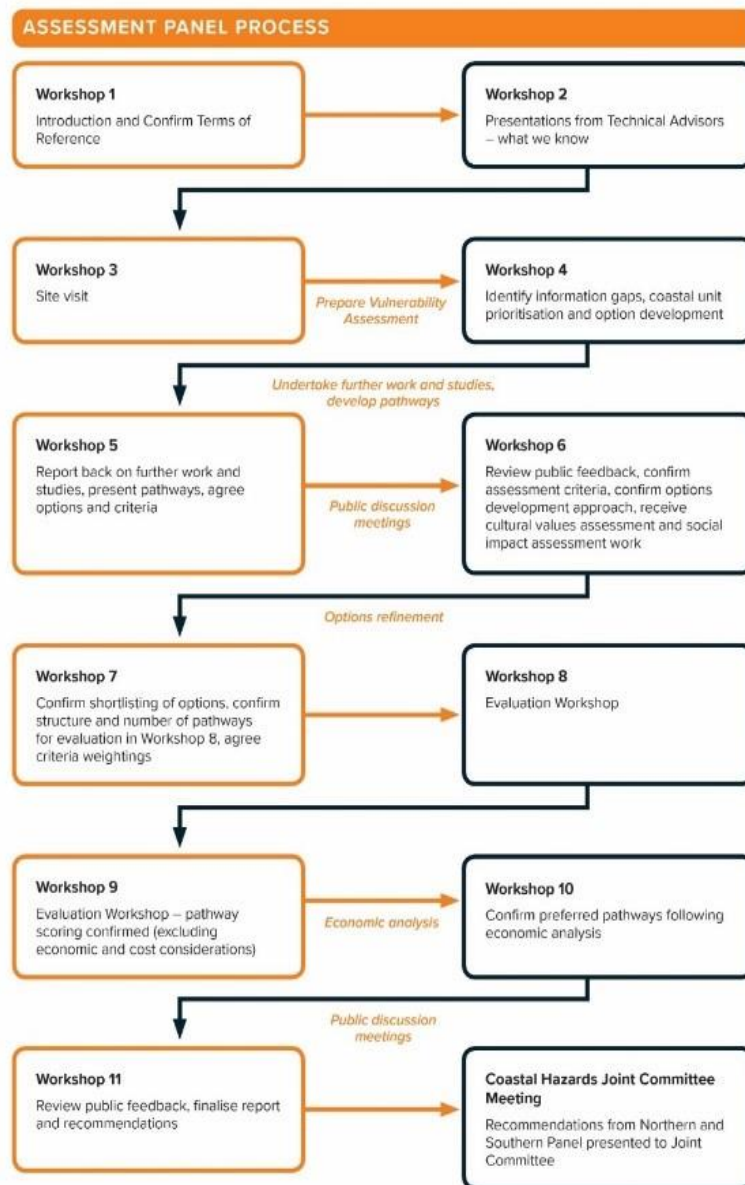 ASSESSMENT PANEL PROCESS
Workshop 1
Introduction and Confirm Terms of
Reference
Workshop 2
Presentations from Technical Advisors
– what we know
Workshop 3
Site visit
Prepare Vulnerability
Assessment
Workshop 4
Identify information gaps, coastal unit
prioritisation and option development
Undertake further work and studies,
develop pathways
Workshop 5
Report back on further work and
studies, present pathways, agree
options and criteria
Public discussion
meetings
Workshop 6
Review public feedback, confirm
assessment criteria, confirm options
development approach, receive
cultural values assessment and social
impact assessment work
Options refinement
Workshop 7
Confirm shortlisting of options, confirm
structure and number of pathways
for evaluation in Workshop 8, agree
criteria weightings
Workshop 8
Evaluation Workshop
Workshop 9
Evaluation Workshop – pathway
scoring confirmed (excluding
economic and cost considerations)
Economic analysis
Workshop 10
Confirm preferred pathways following
economic analysis
Public discussion
meetings
Workshop 11
Review public feedback, finalise report
and recommendations
Coastal Hazards Joint Committee
Meeting
Recommendations from Northern and
Southern Panel presented to Joint
Committee